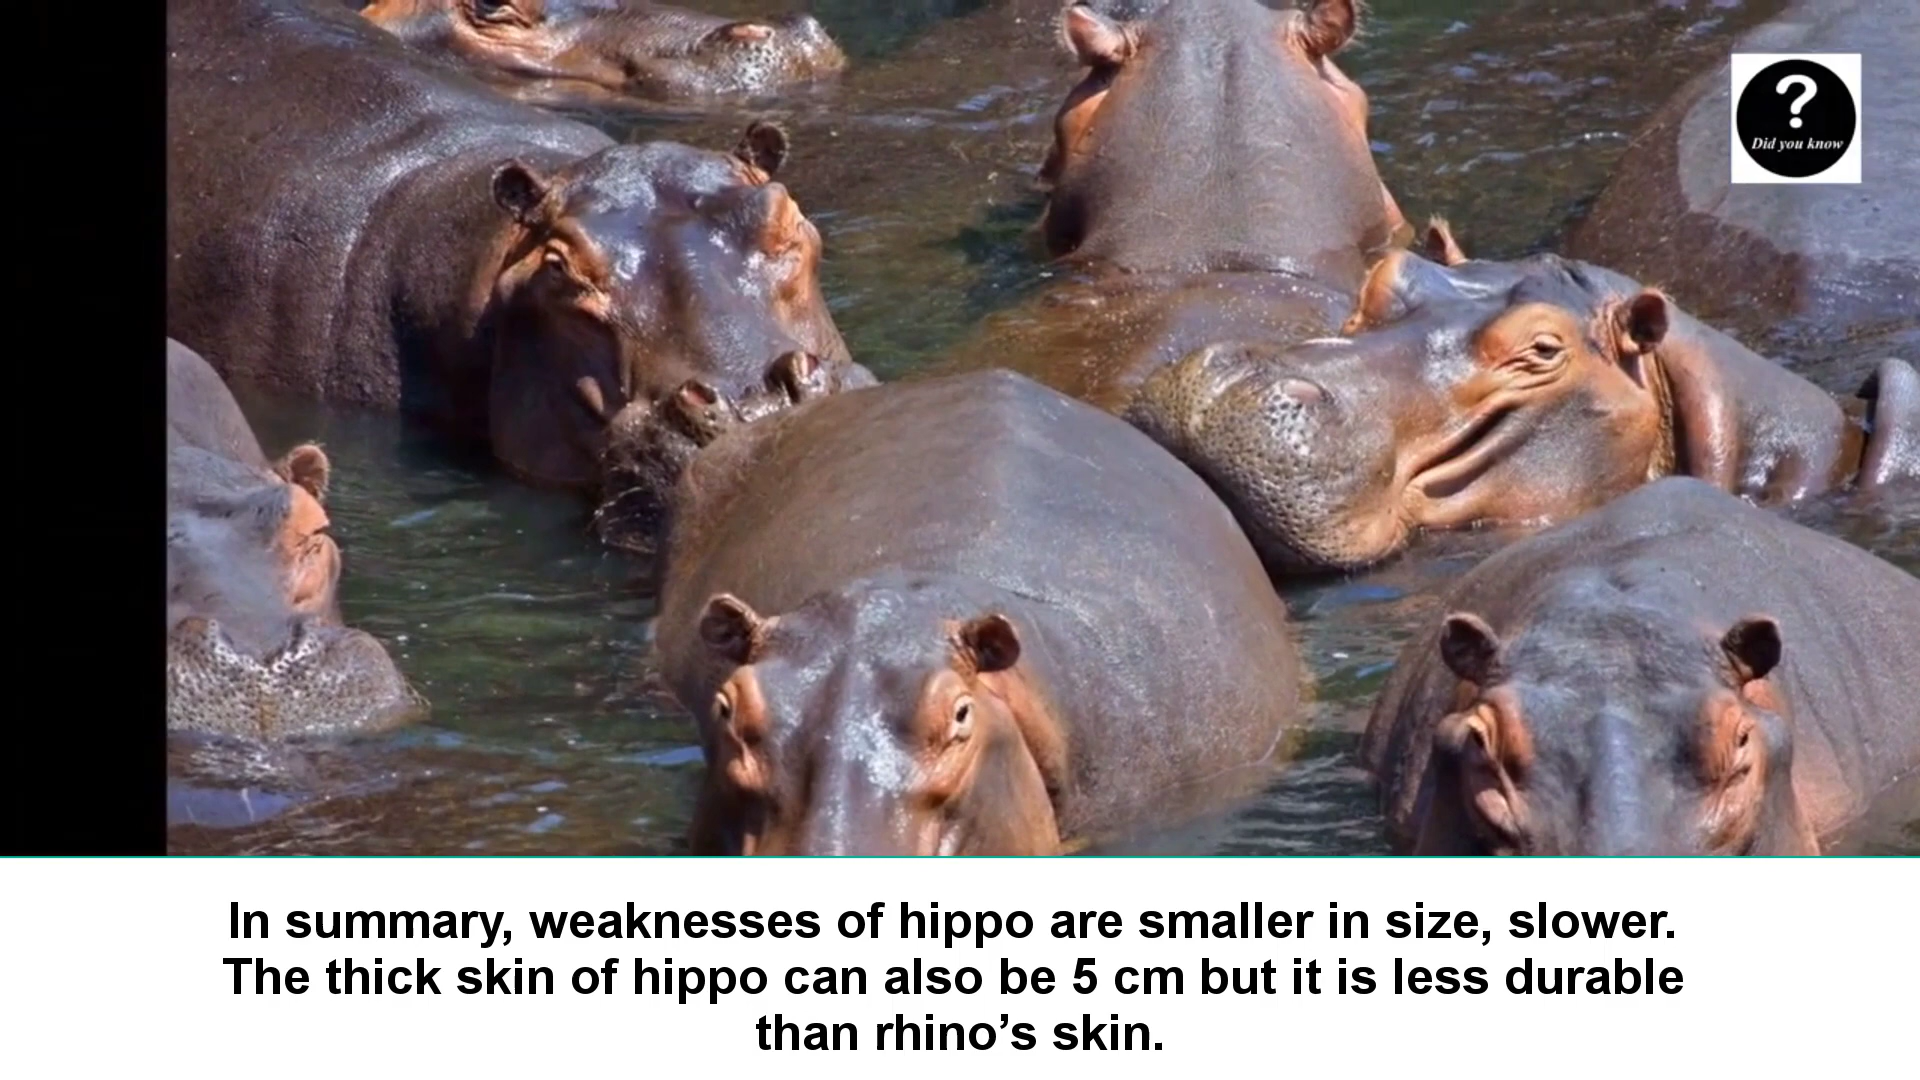 ?
Did you know
In summary, weaknesses of hippo are smaller in size, slower.
The thick skin of hippo can also be 5 cm but it is less durable
than rhino’s skin.